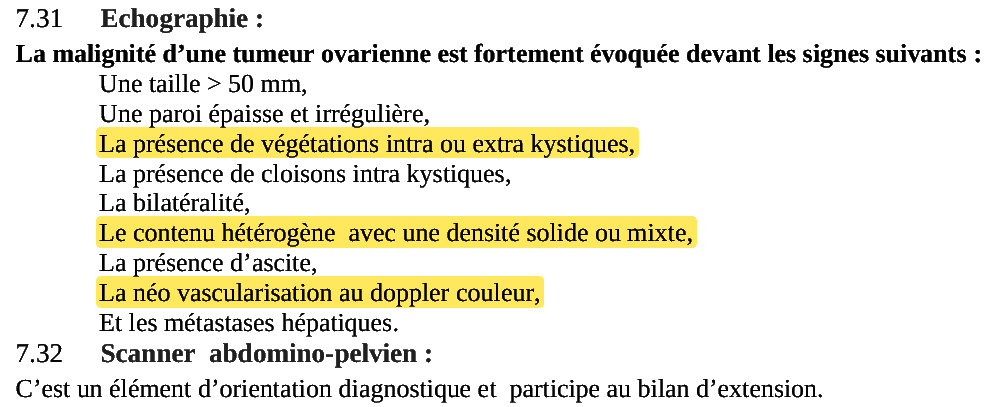 7.31 Echographie :
La malignité d’une tumeur ovarienne est fortement évoquée devant les signes suivants :
Une taille > 50 mm,
Une paroi épaisse et irrégulière,
La présence de végétations intra ou extra kystiques,
La présence de cloisons intra kystiques,
La bilatéralité,
Le contenu hétérogène avec une densité solide ou mixte,
La présence d’ascite,
La néo vascularisation au doppler couleur,
Et les métastases hépatiques.
7.32 Scanner abdomino-pelvien :
C’est un élément d’orientation diagnostique et participe au bilan d’extension.